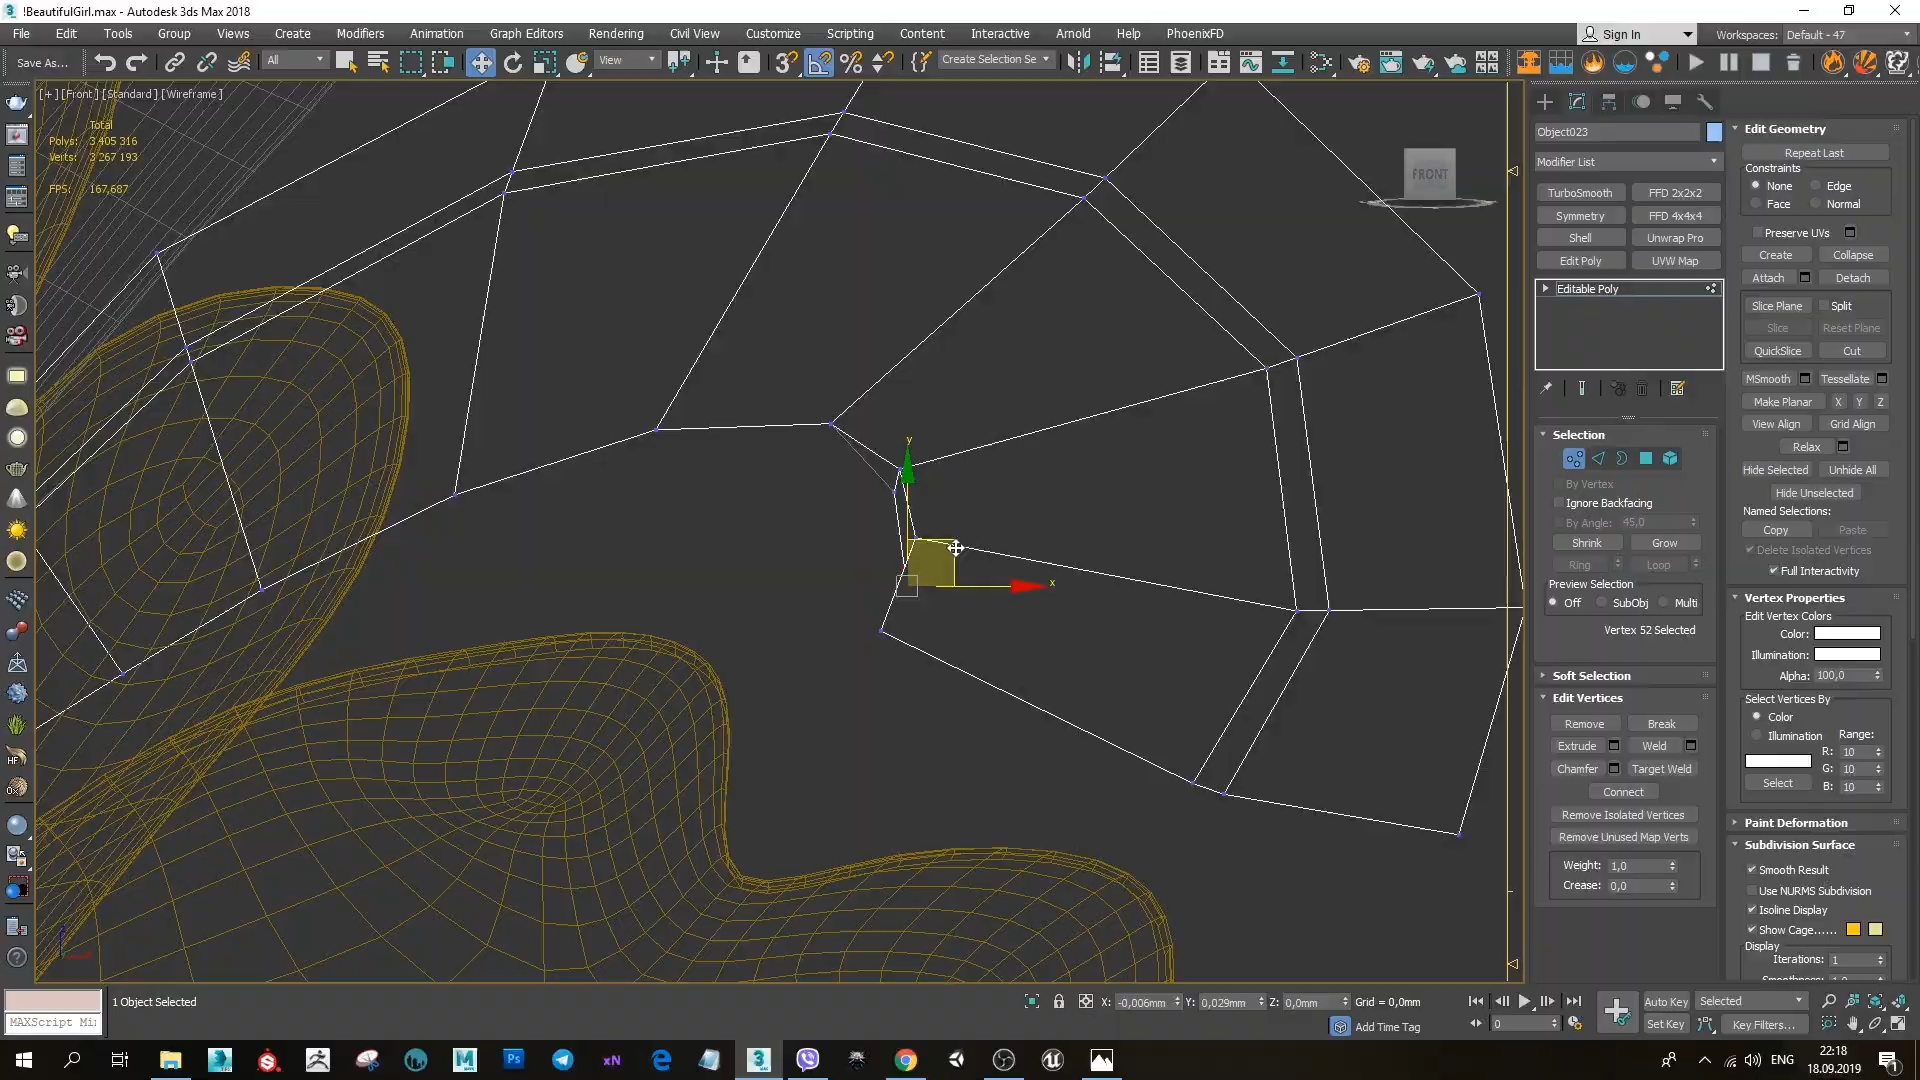 !BeautifulGirl.max - Autodesk 3ds Max 2018
File Edit Tools Group Views Create Modifiers Animation Graph Editors Rendering Civil View Customize Scripting Content Interactive Arnold Help PhoenixFD
Sign In Workspaces: Default - 47
Save As... All View Create Selection Se
[+] [Front] [Standard] [Wireframe]
Total
Polys: 3 405 316
Verts: 3 267 193
FPS: 167,687
FRONT
y
x
Object023
Modifier List
TurboSmooth FFD 2x2x2
Symmetry FFD 4x4x4
Shell Unwrap Pro
Edit Poly UVW Map
Editable Poly
Selection
By Vertex
Ignore Backfacing
By Angle: 45,0
Shrink Grow
Ring Loop
Preview Selection
Off SubObj Multi
Vertex 52 Selected
Soft Selection
Edit Vertices
Remove Break
Extrude Weld
Chamfer Target Weld
Connect
Remove Isolated Vertices
Remove Unused Map Verts
Weight: 1,0
Crease: 0,0
Edit Geometry
Repeat Last
Constraints
None Edge
Face Normal
Preserve UVs
Create Collapse
Attach Detach
Slice Plane Split
Slice Reset Plane
QuickSlice Cut
MSmooth Tessellate
Make Planar X Y Z
View Align Grid Align
Relax
Hide Selected Unhide All
Hide Unselected
Named Selections:
Copy Paste
Delete Isolated Vertices
Full Interactivity
Vertex Properties
Edit Vertex Colors
Color:
Illumination:
Alpha: 100,0
Select Vertices By
Color
Illumination Range:
R: 10
G: 10
Select B: 10
Paint Deformation
Subdivision Surface
Smooth Result
Use NURMS Subdivision
Isoline Display
Show Cage......
Display
Iterations: 1
MAXScript Mi
1 Object Selected
X: -0,006mm Y: 0,029mm Z: 0,0mm Grid = 0,0mm
Add Time Tag
0
Auto Key Selected
Set Key Key Filters...
ENG
22:18
18.09.2019